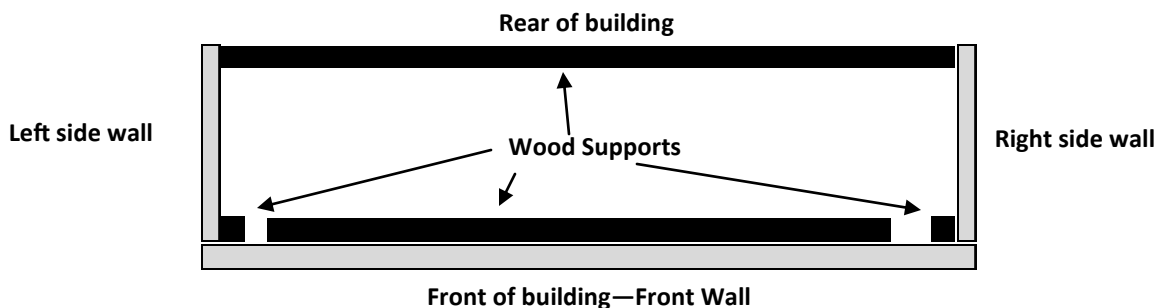 Rear of building
Left side wall
Wood Supports
Right side wall
Front of building—Front Wall